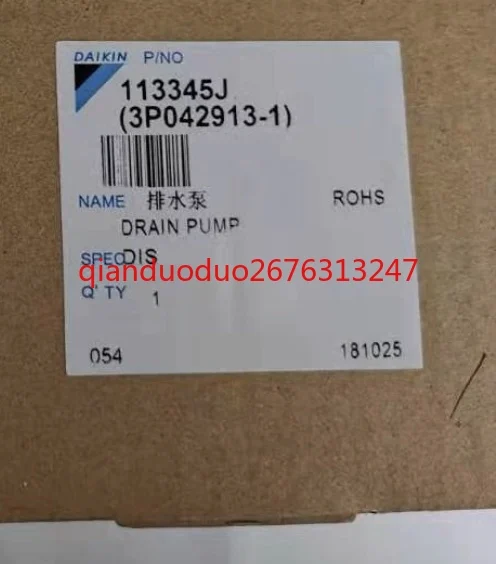 DAIKIN P/NO
113345J
(3P042913-1)
NAME 排水泵 ROHS
DRAIN PUMP
SPEC DIS
qianduoduo2676313247
Q'TY 1
054 181025